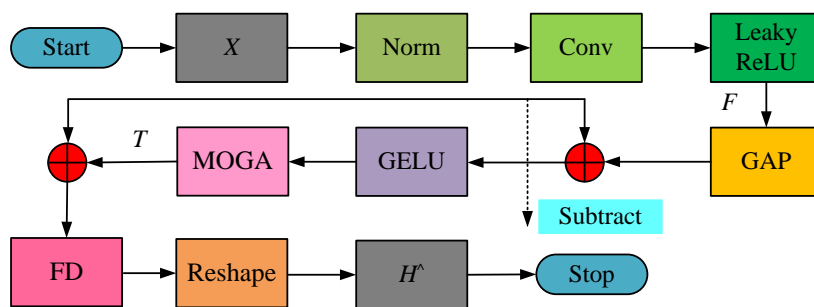 Start
X
Norm
Conv
Leaky
ReLU
F
T
MOGA
GELU
GAP
Subtract
FD
Reshape
H^
Stop